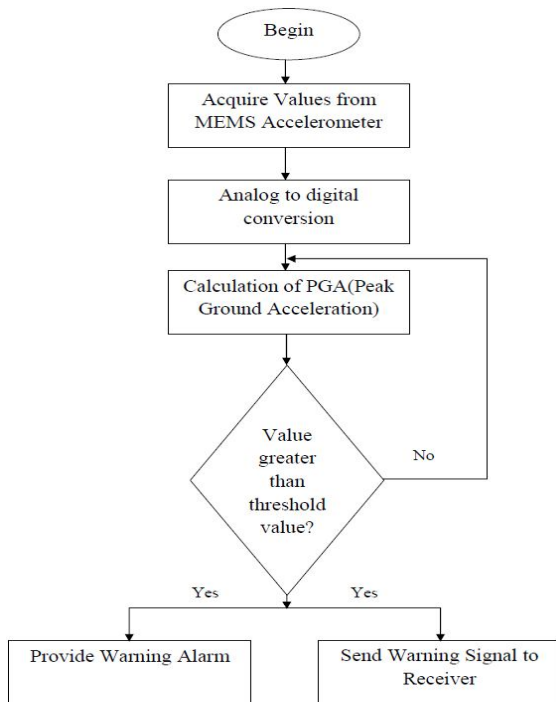 Begin
Acquire Values from
MEMS Accelerometer
Analog to digital
conversion
Calculation of PGA(Peak
Ground Acceleration)
Value
greater
than
threshold
value?
No
Yes
Yes
Provide Warning Alarm
Send Warning Signal to
Receiver